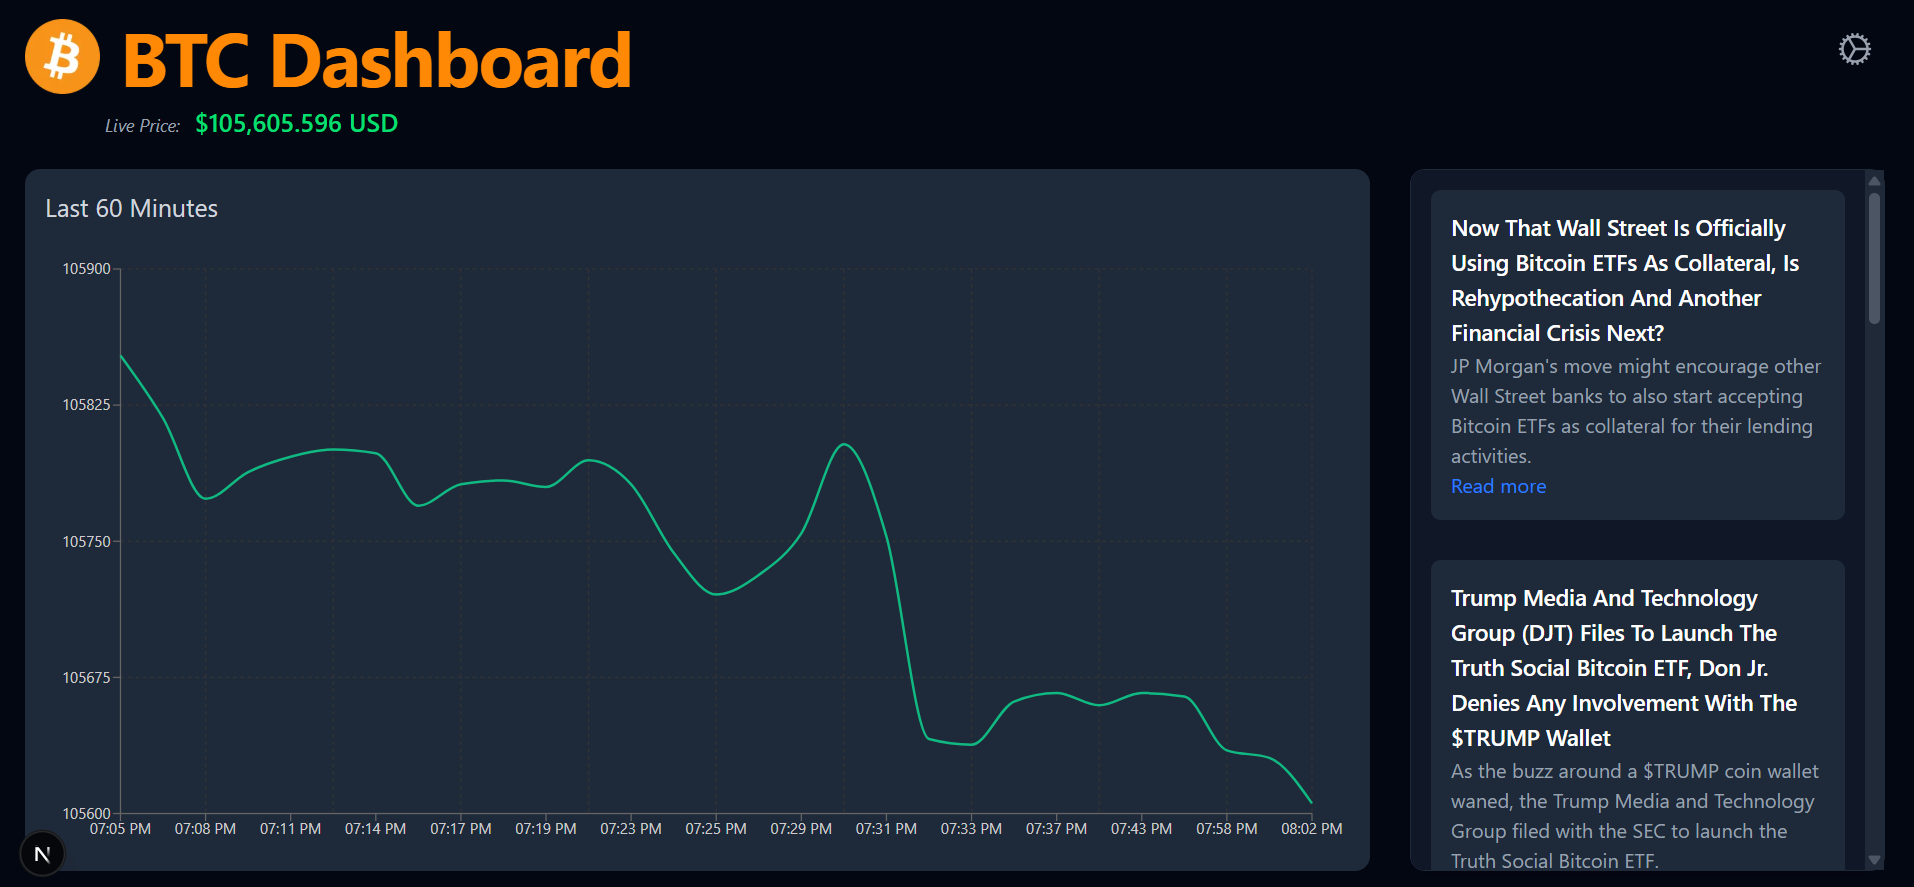 BTC Dashboard
Live Price: $105,605.596 USD
Last 60 Minutes
105900
105825
105750
105675
105600
07:05 PM 07:08 PM 07:11 PM 07:14 PM 07:17 PM 07:19 PM 07:23 PM 07:25 PM 07:29 PM 07:31 PM 07:33 PM 07:37 PM 07:43 PM 07:58 PM 08:02 PM
N
Now That Wall Street Is Officially
Using Bitcoin ETFs As Collateral, Is
Rehypothecation And Another
Financial Crisis Next?
JP Morgan's move might encourage other
Wall Street banks to also start accepting
Bitcoin ETFs as collateral for their lending
activities.
Read more
Trump Media And Technology
Group (DJT) Files To Launch The
Truth Social Bitcoin ETF, Don Jr.
Denies Any Involvement With The
$TRUMP Wallet
As the buzz around a $TRUMP coin wallet
waned, the Trump Media and Technology
Group filed with the SEC to launch the
Truth Social Bitcoin ETF.